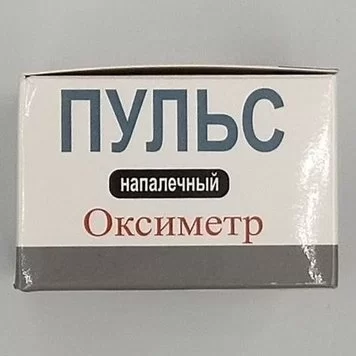 ПУЛЬС
напалечный
Оксиметр